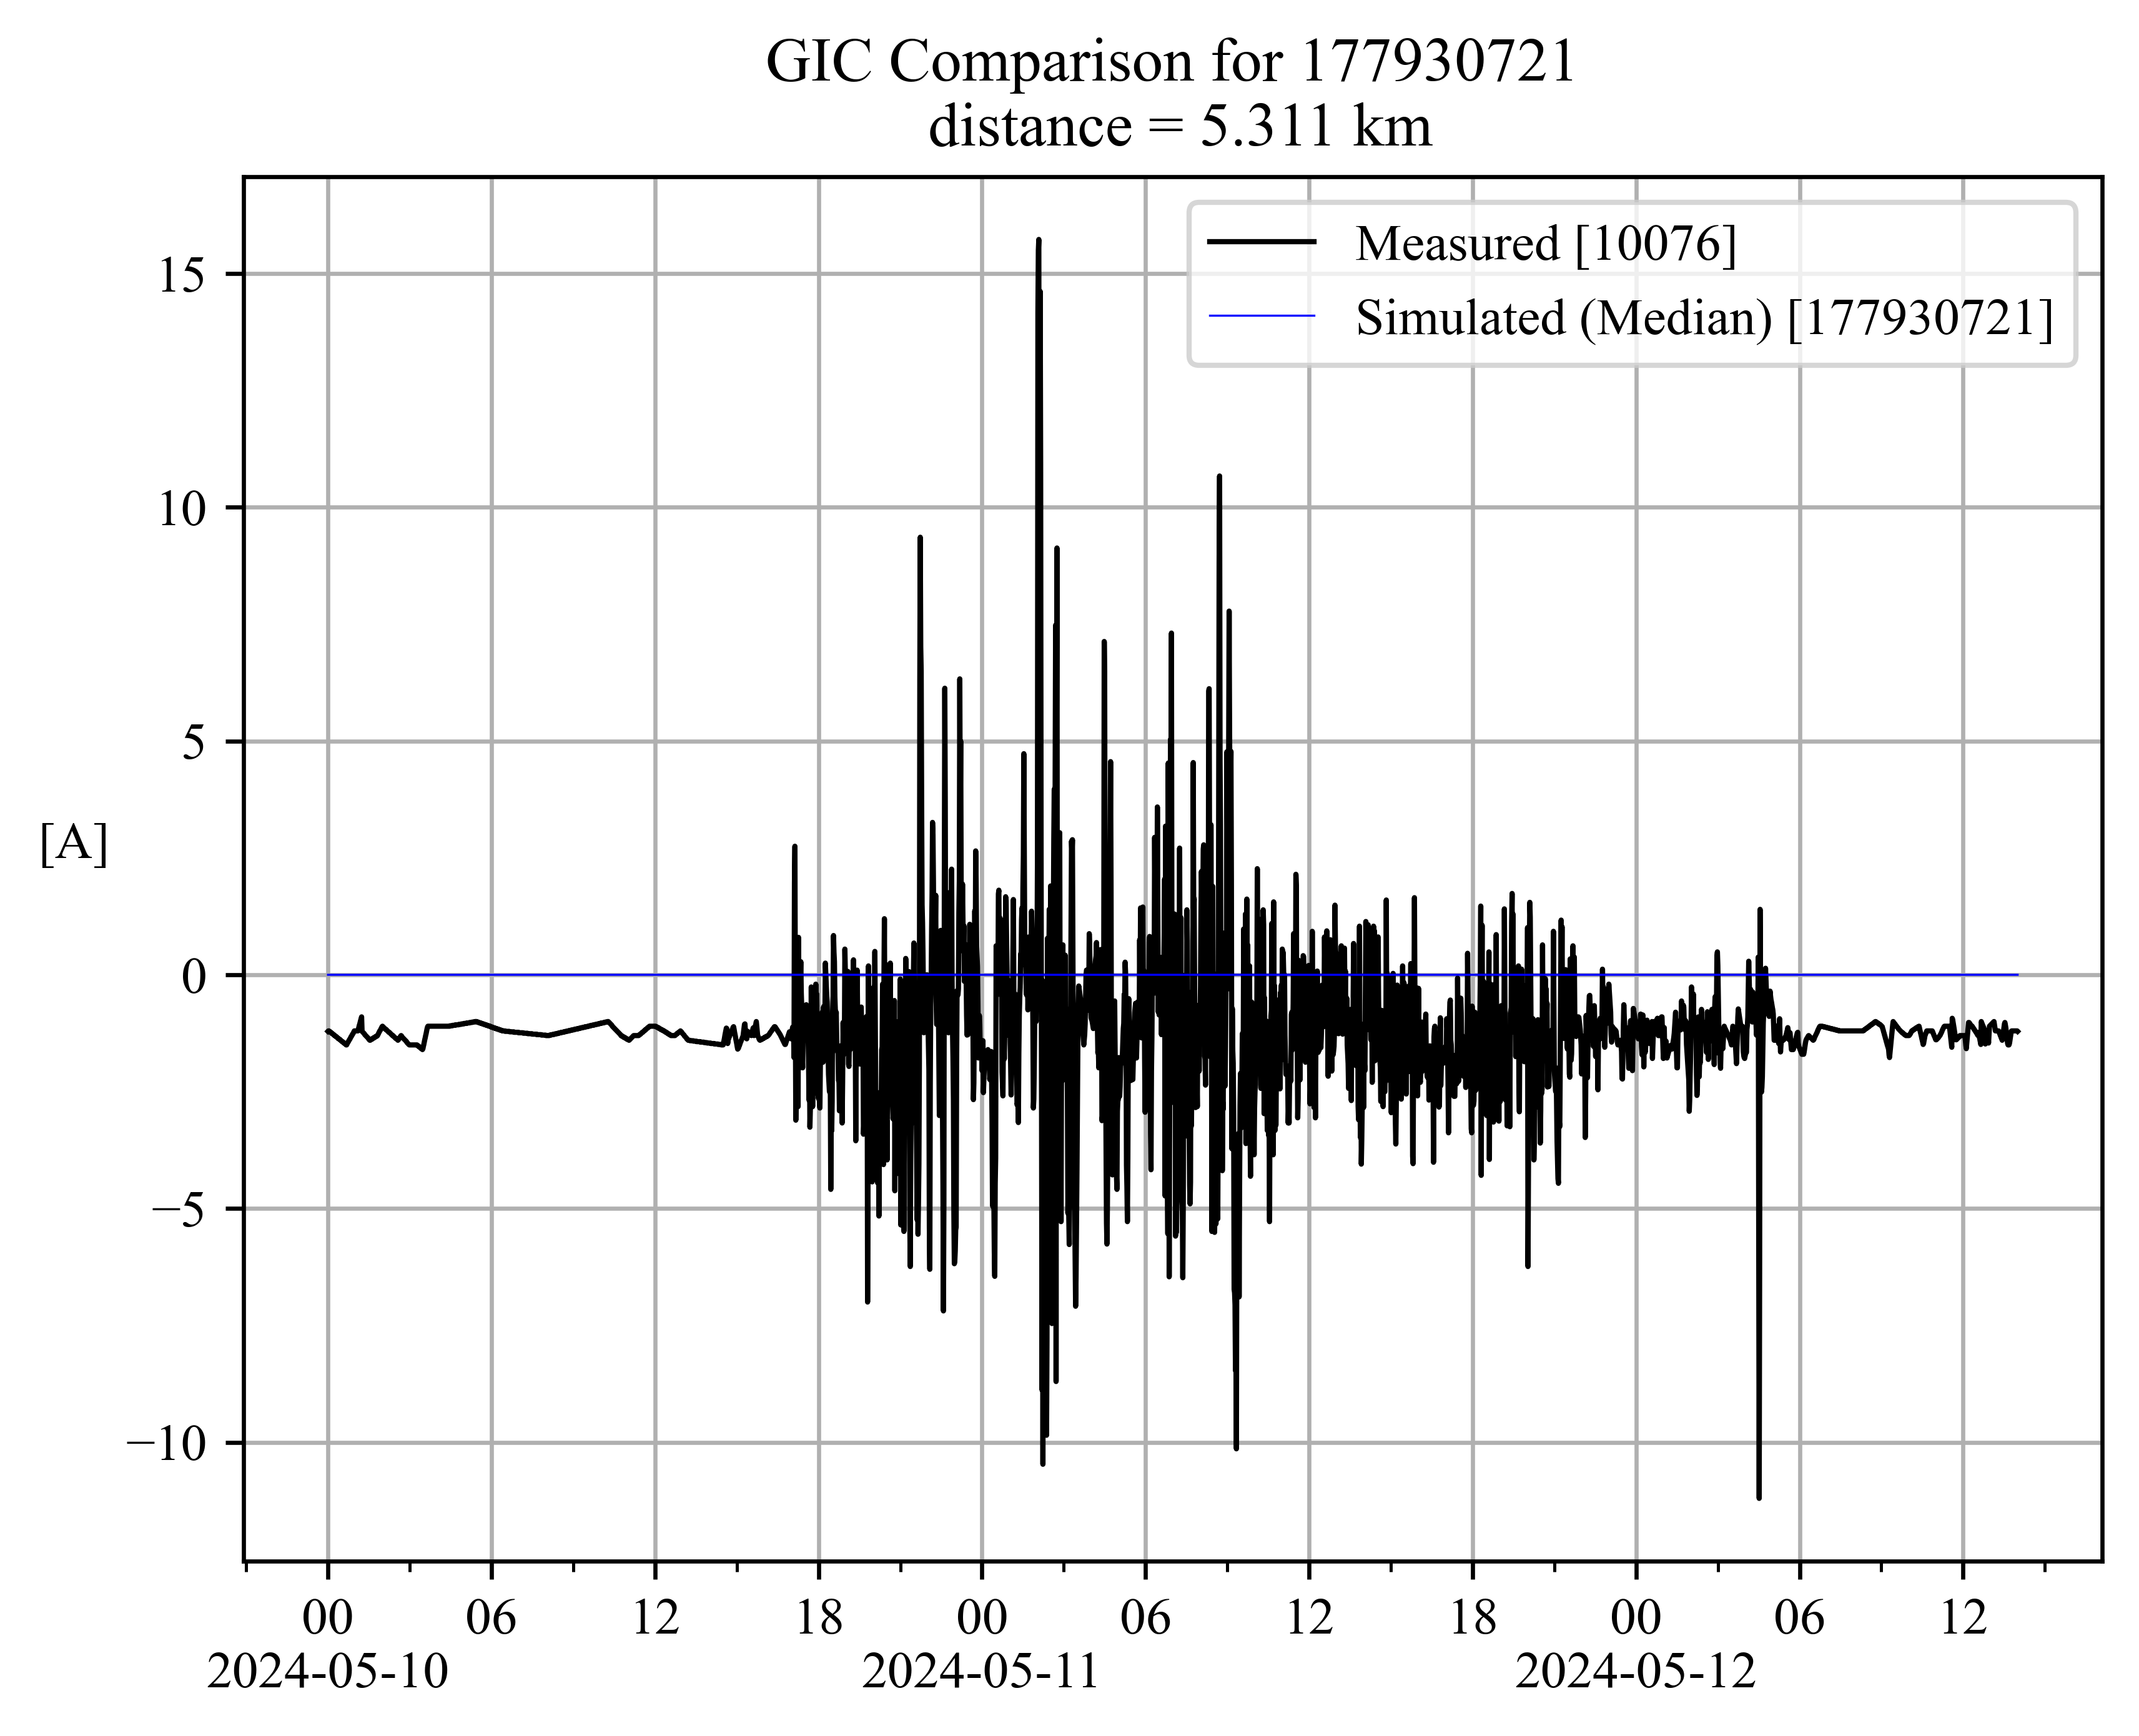 GIC Comparison for 177930721
distance = 5.311 km
Measured [10076]
Simulated (Median) [177930721]
15
10
5
0
−5
−10
[A]
00 06 12 18 00 06 12 18 00 06 12
2024-05-10 2024-05-11 2024-05-12